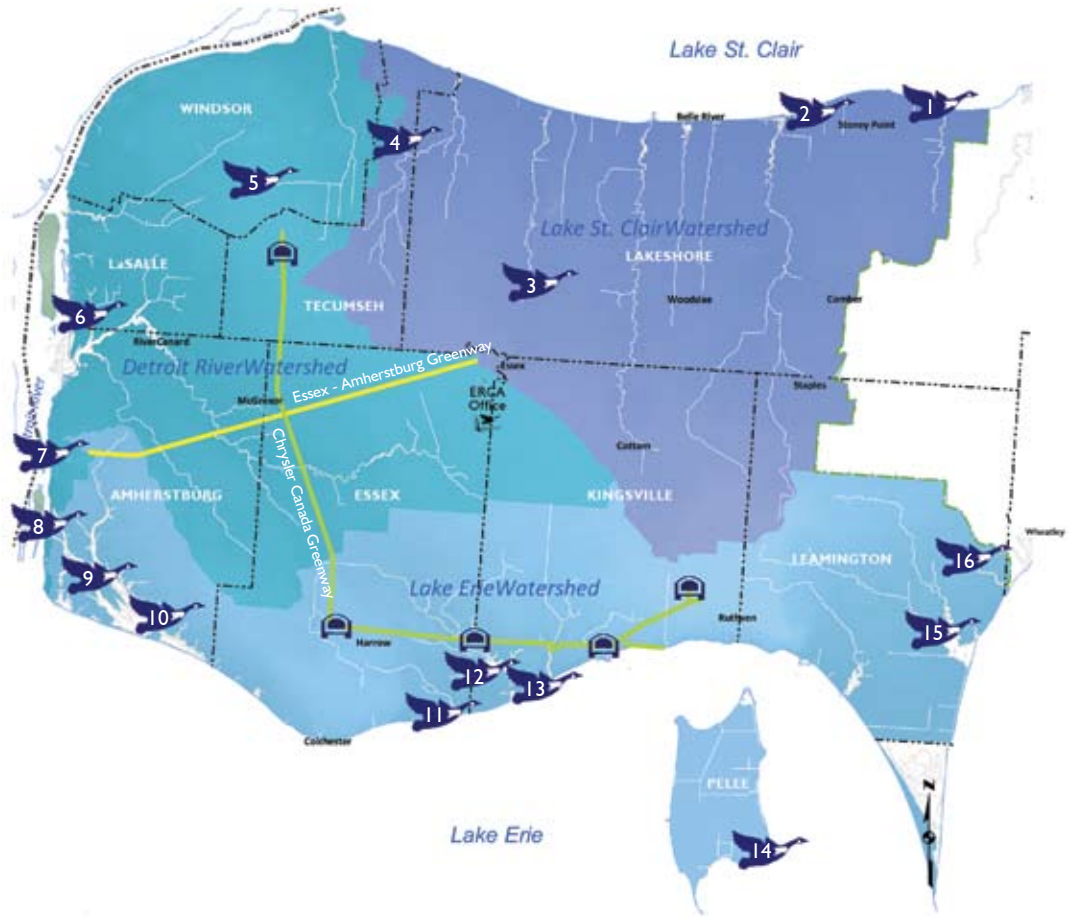 Lake St. Clair
WINDSOR
1
2
Belle River
Stoney Point
4
5
Lake St. ClairWatershed
LAKESHORE
LaSALLE
3
TECUMSEH
Woodslee
Comber
6
RiverCanard
Detroit RiverWatershed
Essex - Amherstburg Greenway
Essex
Staples
ERCA
Office
McGregor
Chrysler Canada Greenway
Cottam
7
AMHERSTBURG
ESSEX
KINGSVILLE
8
Wheatley
LEAMINGTON
16
9
Lake ErieWatershed
10
Ruthven
15
Harrow
12
13
11
Colchester
PELEE
N
Lake Erie
14